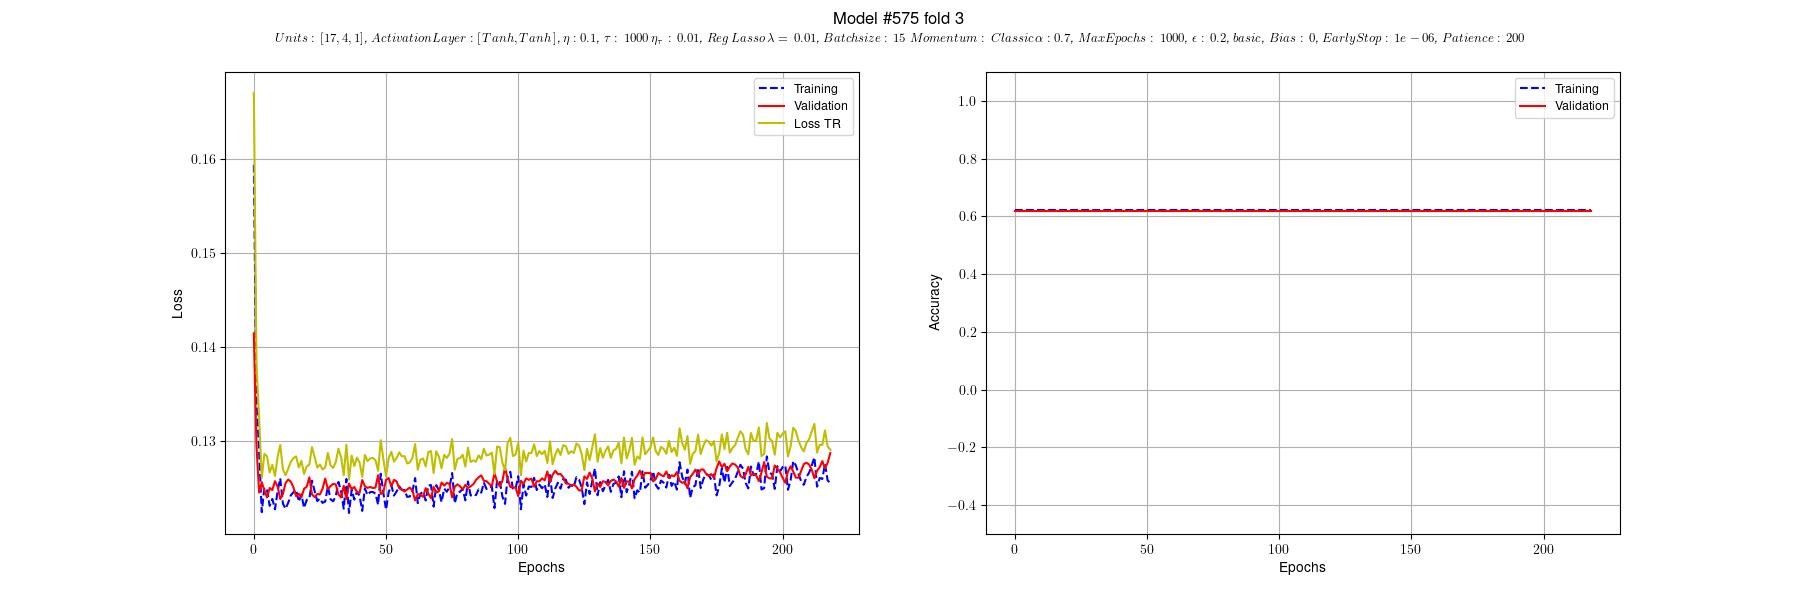 Model #575 fold 3
Units : [17, 4, 1], ActivationLayer : [Tanh, Tanh], η : 0.1, τ : 1000 ητ : 0.01, Reg Lasso λ = 0.01, Batchsize : 15 Momentum : Classic α : 0.7, MaxEpochs : 1000, ϵ : 0.2, basic, Bias : 0, EarlyStop : 1e − 06, Patience : 200
Training
Validation
Loss TR
0.16
0.15
0.14
0.13
Loss
0 50 100 150 200
Epochs
Training
Validation
1.0
0.8
0.6
0.4
0.2
0.0
−0.2
−0.4
Accuracy
0 50 100 150 200
Epochs